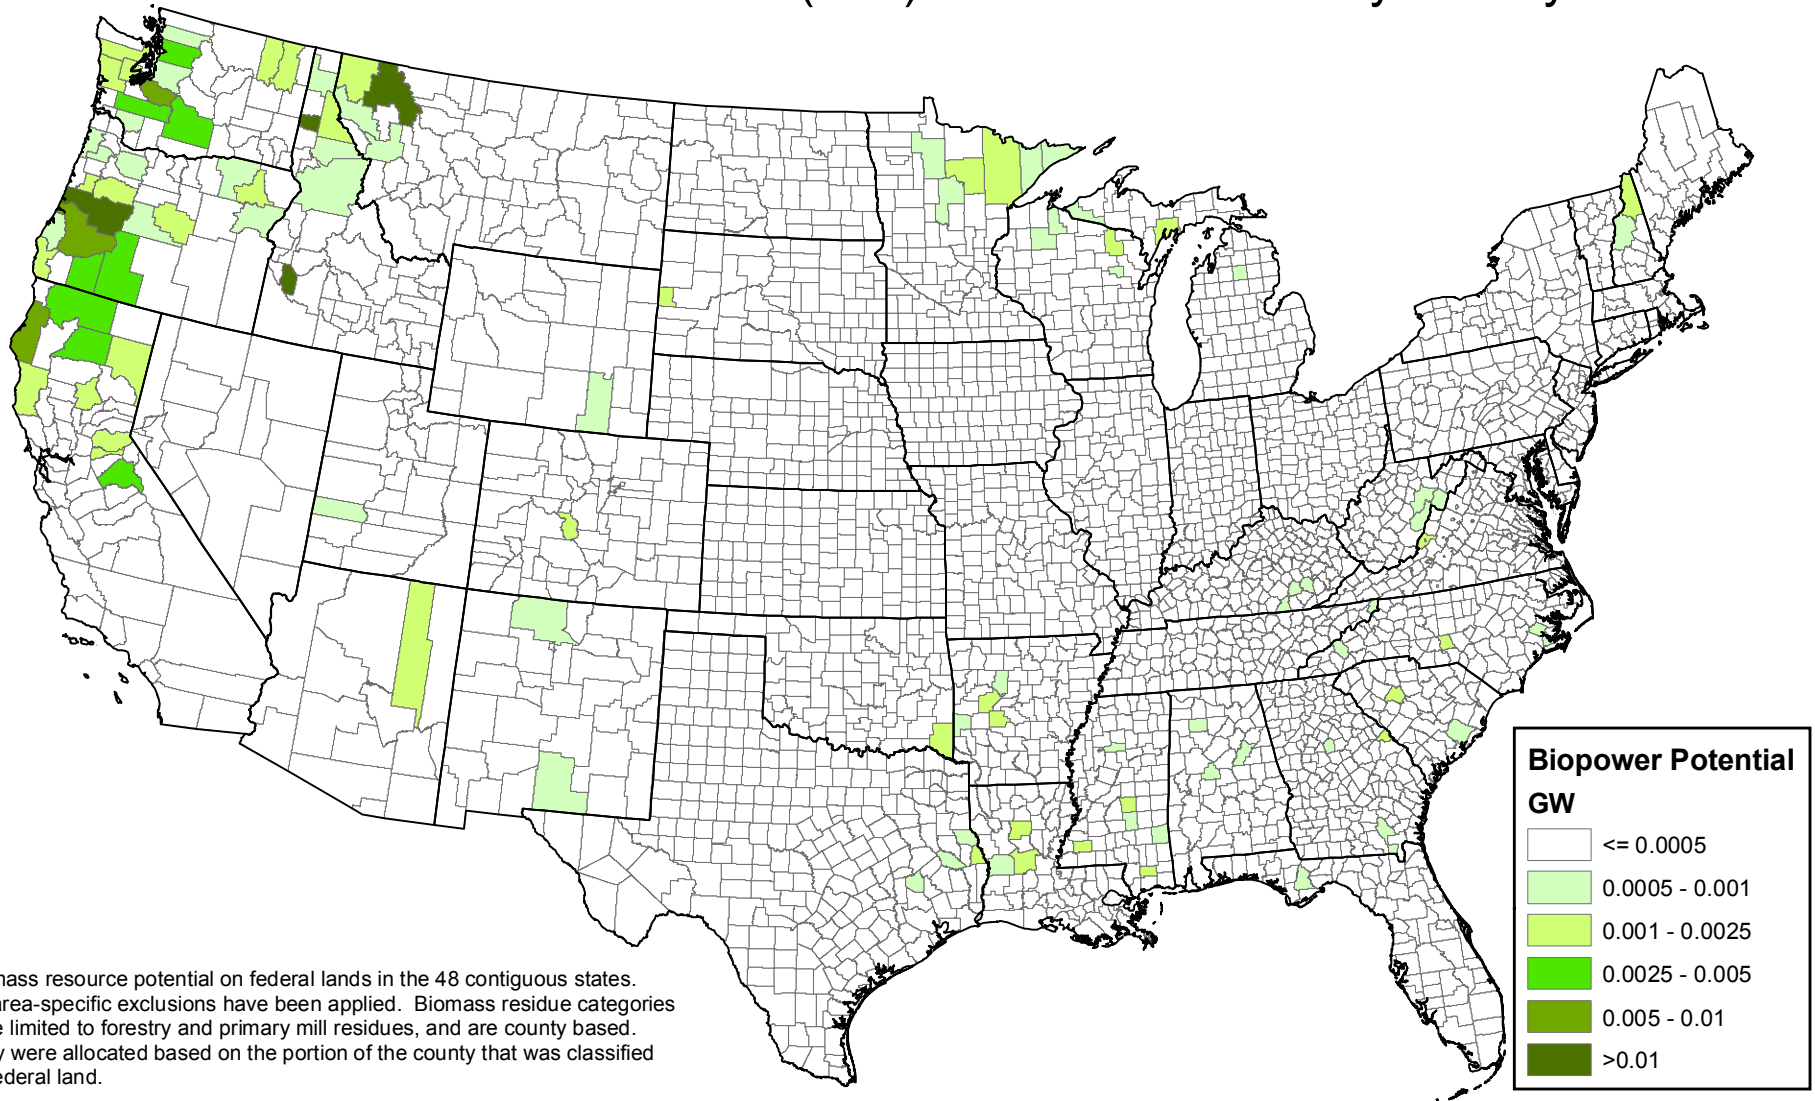 Biopower Potential
GW
<= 0.0005
0.0005 - 0.001
0.001 - 0.0025
0.0025 - 0.005
0.005 - 0.01
>0.01
mass resource potential on federal lands in the 48 contiguous states.
area-specific exclusions have been applied. Biomass residue categories
limited to forestry and primary mill residues, and are county based.
were allocated based on the portion of the county that was classified
ederal land.